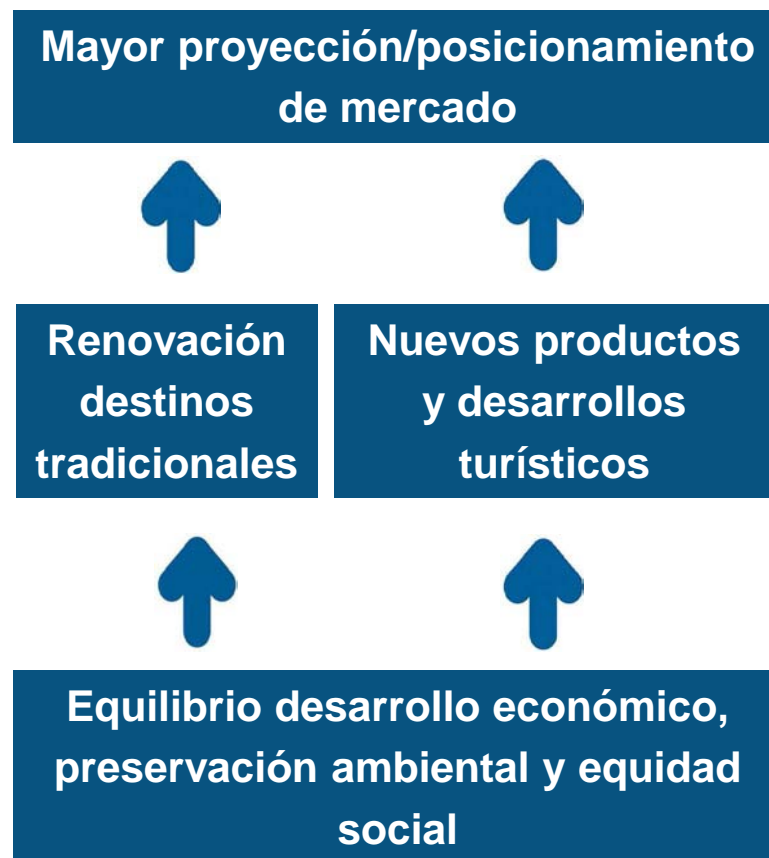 Mayor proyección/posicionamiento
de mercado
Renovación
destinos
tradicionales
Nuevos productos
y desarrollos
turísticos
Equilibrio desarrollo económico,
preservación ambiental y equidad
social